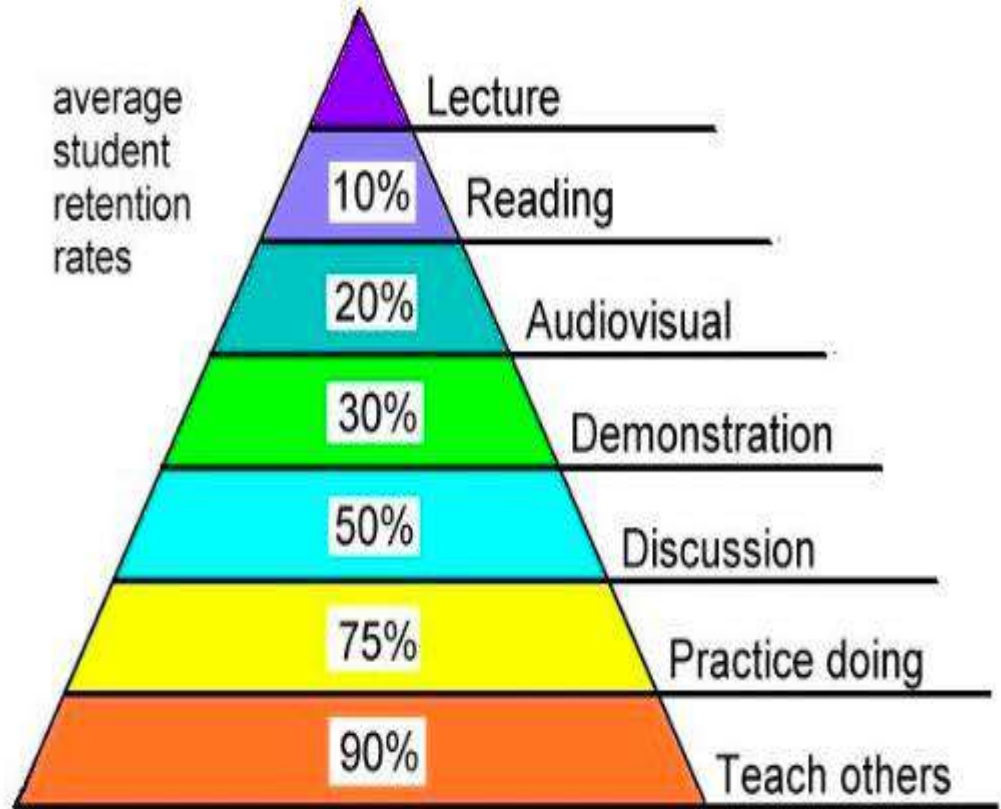 average
student
retention
rates
Lecture
10% Reading
20% Audiovisual
30% Demonstration
50% Discussion
75% Practice doing
90% Teach others